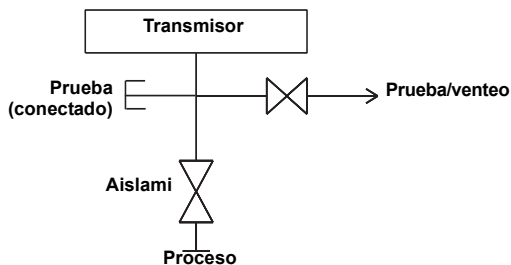 Transmisor
Prueba
(conectado)
Prueba/venteo
Aislami
Proceso